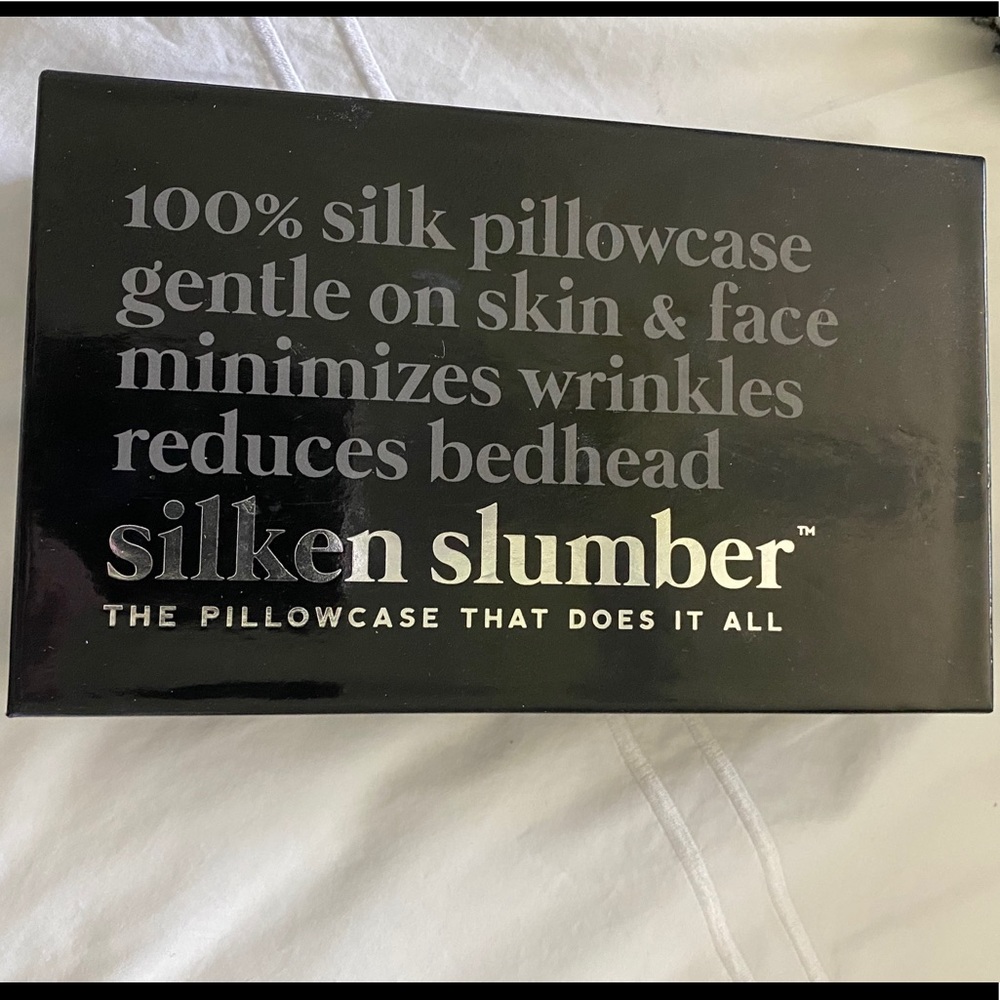 100% silk pillowcase
gentle on skin & face
minimizes wrinkles
reduces bedhead
silken slumber™
THE PILLOWCASE THAT DOES IT ALL